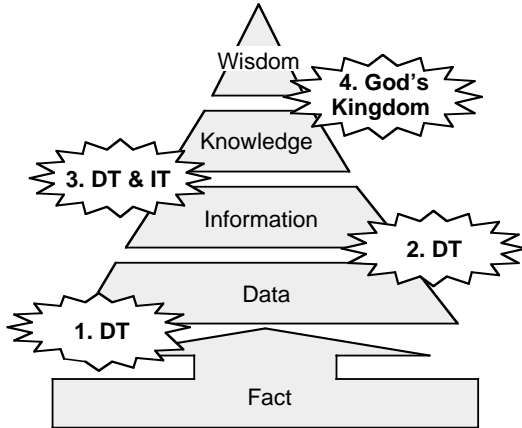 Wisdom
4. God's
Kingdom
Knowledge
3. DT & IT
Information
2. DT
Data
1. DT
Fact